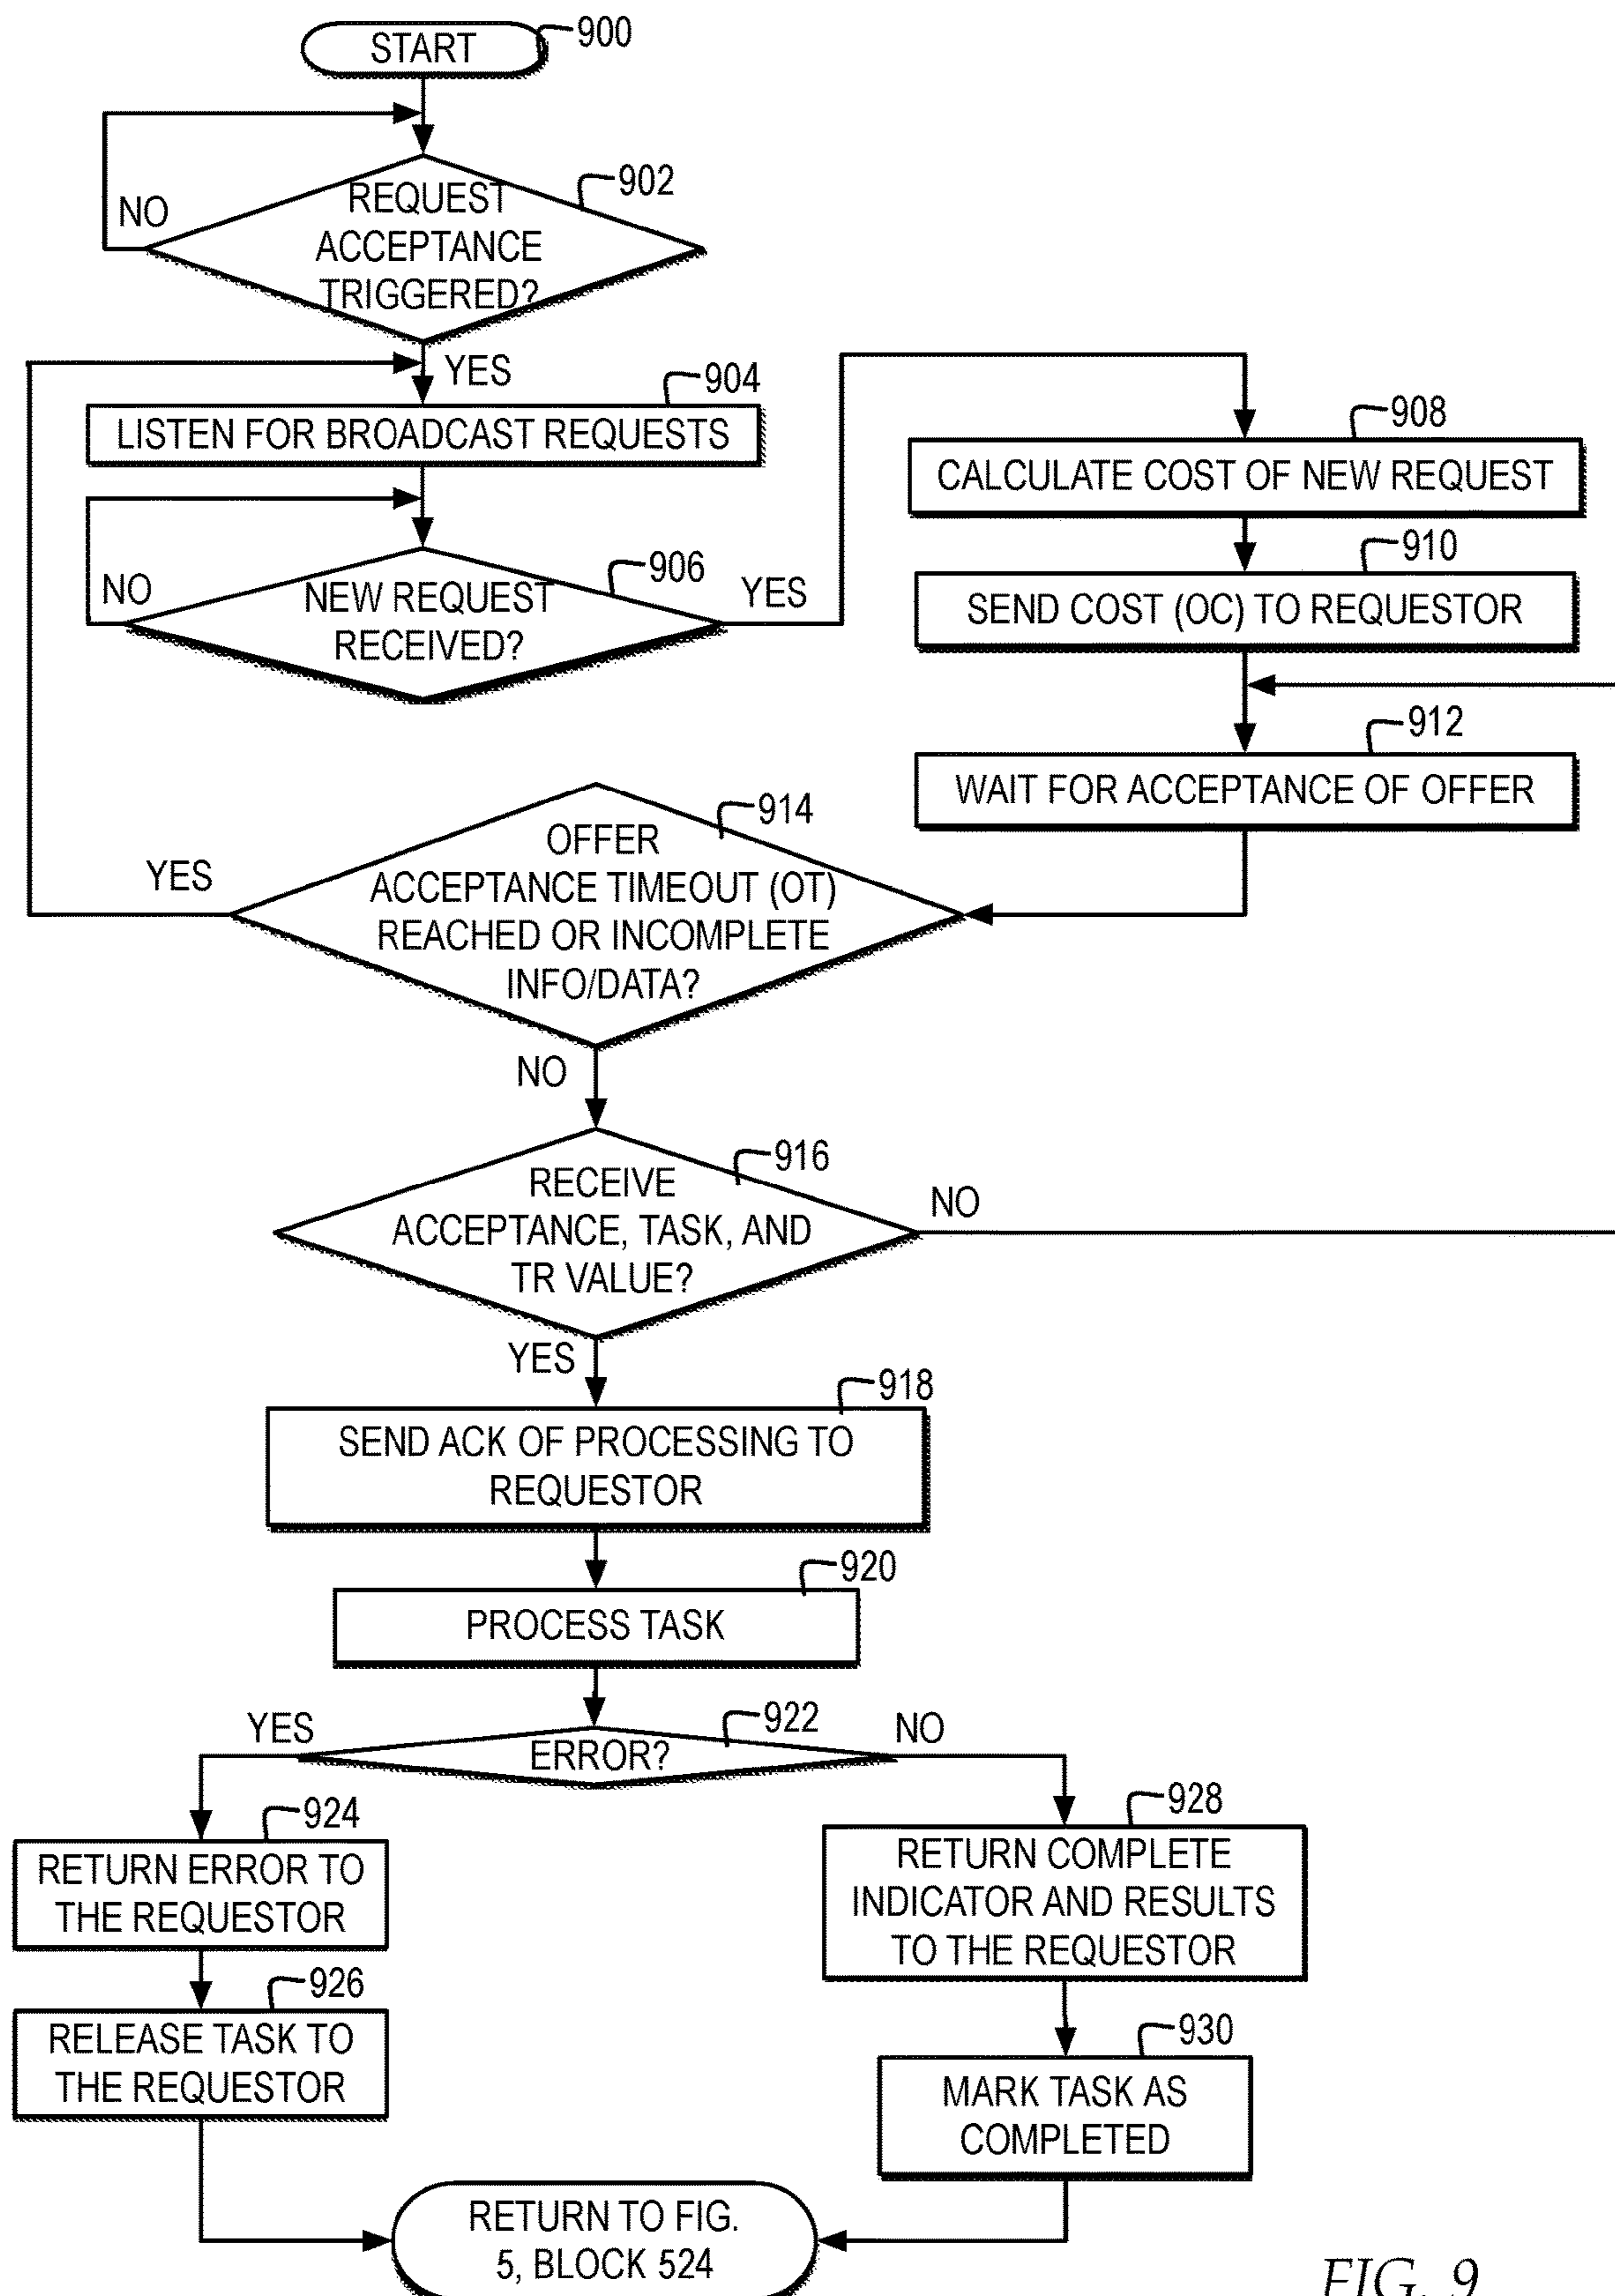 START
900
902
REQUEST
ACCEPTANCE
TRIGGERED?
NO
YES
904
LISTEN FOR BROADCAST REQUESTS
906
NEW REQUEST
RECEIVED?
NO
YES
908
CALCULATE COST OF NEW REQUEST
910
SEND COST (OC) TO REQUESTOR
912
WAIT FOR ACCEPTANCE OF OFFER
914
OFFER
ACCEPTANCE TIMEOUT (OT)
REACHED OR INCOMPLETE
INFO/DATA?
YES
NO
916
RECEIVE
ACCEPTANCE, TASK, AND
TR VALUE?
NO
YES
918
SEND ACK OF PROCESSING TO
REQUESTOR
920
PROCESS TASK
922
ERROR?
YES
NO
924
RETURN ERROR TO
THE REQUESTOR
926
RELEASE TASK TO
THE REQUESTOR
928
RETURN COMPLETE
INDICATOR AND RESULTS
TO THE REQUESTOR
930
MARK TASK AS
COMPLETED
RETURN TO FIG.
5, BLOCK 524
FIG. 9